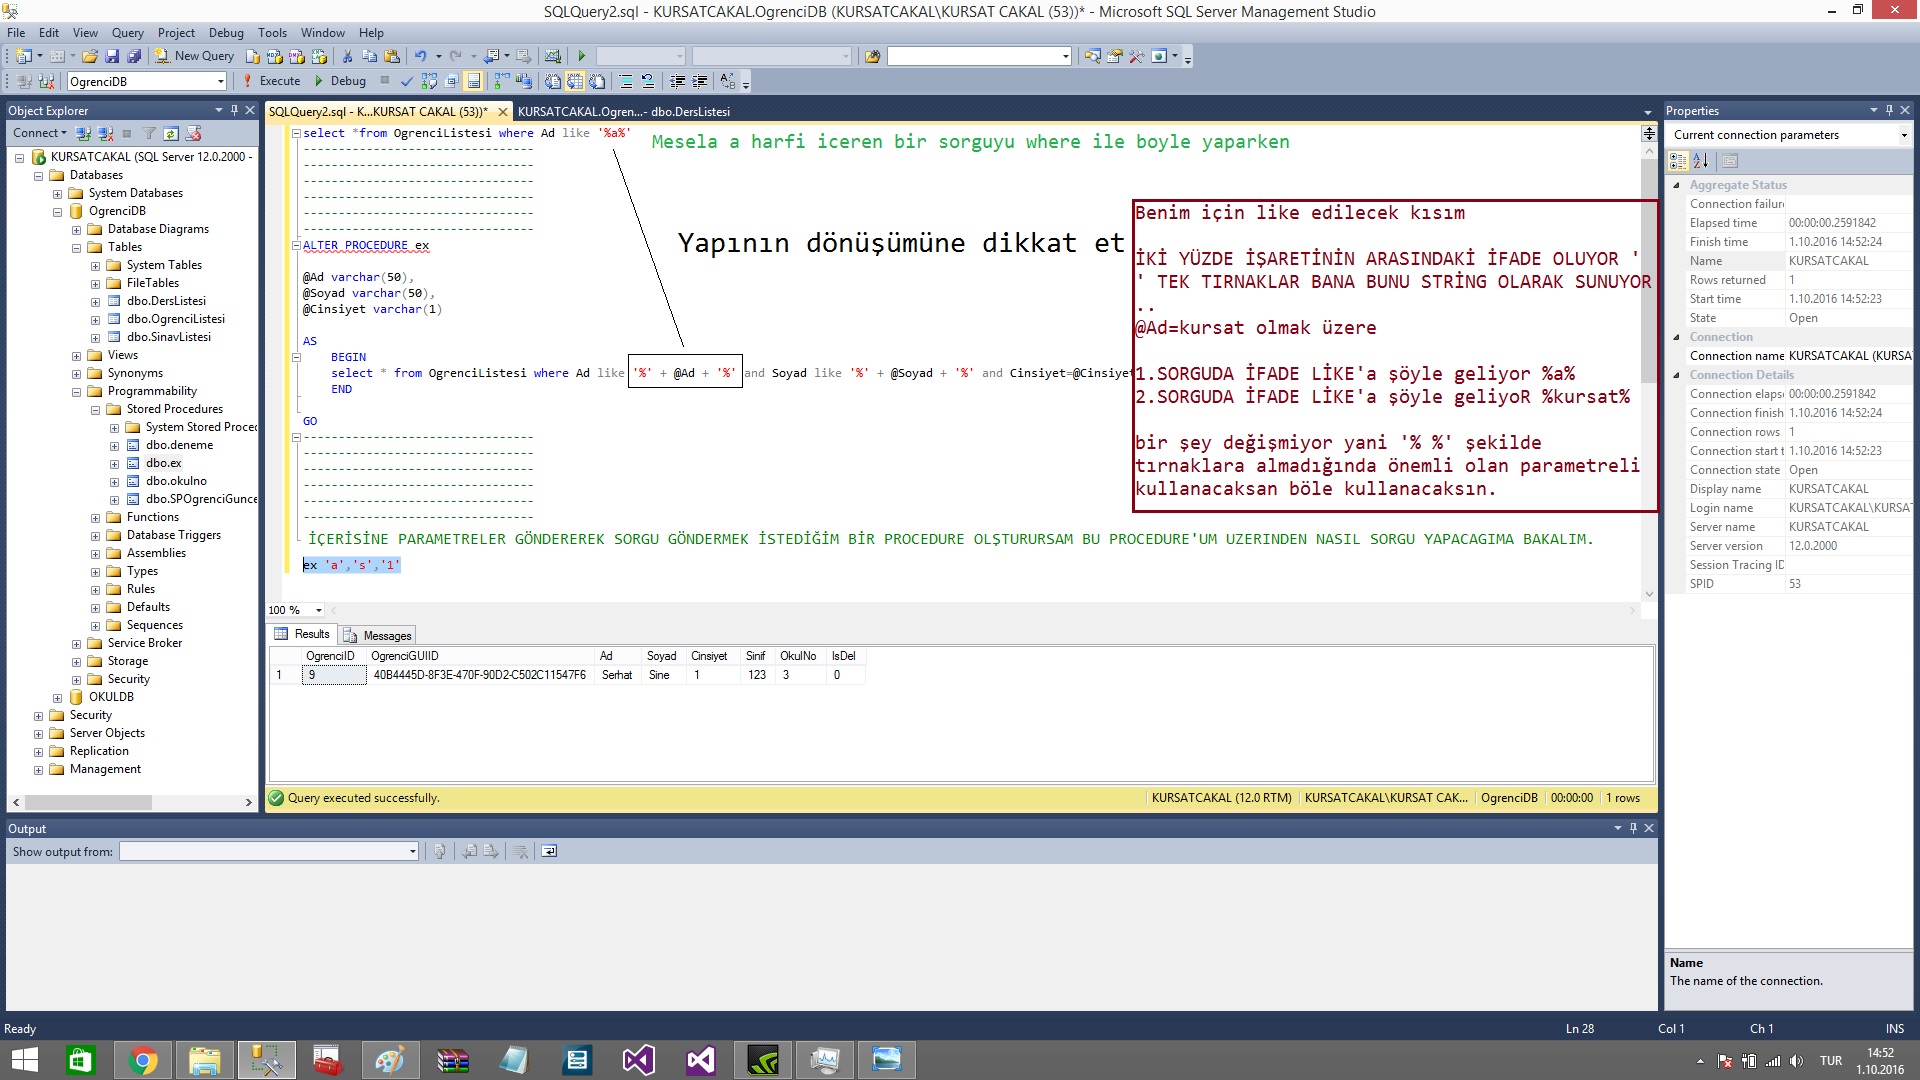 SQLQuery2.sql - KURSATCAKAL.OgrenciDB (KURSATCAKAL\KURSAT CAKAL (53))* - Microsoft SQL Server Management Studio
File Edit View Query Project Debug Tools Window Help
New Query
OgrenciDB Execute Debug
Object Explorer
Connect
KURSATCAKAL (SQL Server 12.0.2000 -
Databases
System Databases
OgrenciDB
Database Diagrams
Tables
System Tables
FileTables
dbo.DersListesi
dbo.OgrenciListesi
dbo.SinavListesi
Views
Synonyms
Programmability
Stored Procedures
System Stored Proce
dbo.deneme
dbo.ex
dbo.okulno
dbo.SPOgrenciGunce
Functions
Database Triggers
Assemblies
Types
Rules
Defaults
Sequences
Service Broker
Storage
Security
OKULDB
Security
Server Objects
Replication
Management
SQLQuery2.sql - K...KURSAT CAKAL (53))* KURSATCAKAL.Ogren...- dbo.DersListesi
select *from OgrenciListesi where Ad like '%a%'
Mesela a harfi iceren bir sorguyu where ile boyle yaparken
---------------------------------
---------------------------------
---------------------------------
---------------------------------
---------------------------------
---------------------------------
ALTER PROCEDURE ex
Yapının dönüşümüne dikkat et
@Ad varchar(50),
@Soyad varchar(50),
@Cinsiyet varchar(1)
AS
BEGIN
select * from OgrenciListesi where Ad like '%' + @Ad + '%' and Soyad like '%' + @Soyad + '%' and Cinsiyet=@Cinsiyet
END
GO
---------------------------------
---------------------------------
---------------------------------
---------------------------------
---------------------------------
---------------------------------
Benim için like edilecek kısım
İKİ YÜZDE İŞARETİNİN ARASINDAKİ İFADE OLUYOR '
' TEK TIRNAKLAR BANA BUNU STRİNG OLARAK SUNUYOR
..
@Ad=kursat olmak üzere
1.SORGUDA İFADE LİKE'a şöyle geliyor %a%
2.SORGUDA İFADE LİKE'a şöyle geliyoR %kursat%
bir şey değişmiyor yani '% %' şekilde
tırnaklara almadığında önemli olan parametreli
kullanacaksan böle kullanacaksın.
İÇERİSİNE PARAMETRELER GÖNDEREREK SORGU GÖNDERMEK İSTEDİĞİM BİR PROCEDURE OLŞTURURSAM BU PROCEDURE'UM UZERINDEN NASIL SORGU YAPACAGIMA BAKALIM.
ex 'a','s','1'
100 %
Results Messages
OgrenciID OgrenciGUIID Ad Soyad Cinsiyet Sinif OkulNo IsDel
1 9 40B4445D-8F3E-470F-90D2-C502C11547F6 Serhat Sine 1 123 3 0
Query executed successfully. KURSATCAKAL (12.0 RTM) KURSATCAKAL\KURSAT CAK... OgrenciDB 00:00:00 1 rows
Output
Show output from:
Properties
Current connection parameters
Aggregate Status
Connection failure
Elapsed time 00:00:00.2591842
Finish time 1.10.2016 14:52:24
Name KURSATCAKAL
Rows returned 1
Start time 1.10.2016 14:52:23
State Open
Connection
Connection name KURSATCAKAL (KURSA
Connection Details
Connection elaps 00:00:00.2591842
Connection finish 1.10.2016 14:52:24
Connection rows 1
Connection start t 1.10.2016 14:52:23
Connection state Open
Display name KURSATCAKAL
Login name KURSATCAKAL\KURSAT
Server name KURSATCAKAL
Server version 12.0.2000
Session Tracing ID
SPID 53
Name
The name of the connection.
Ready Ln 28 Col 1 Ch 1 INS
TUR
14:52
1.10.2016